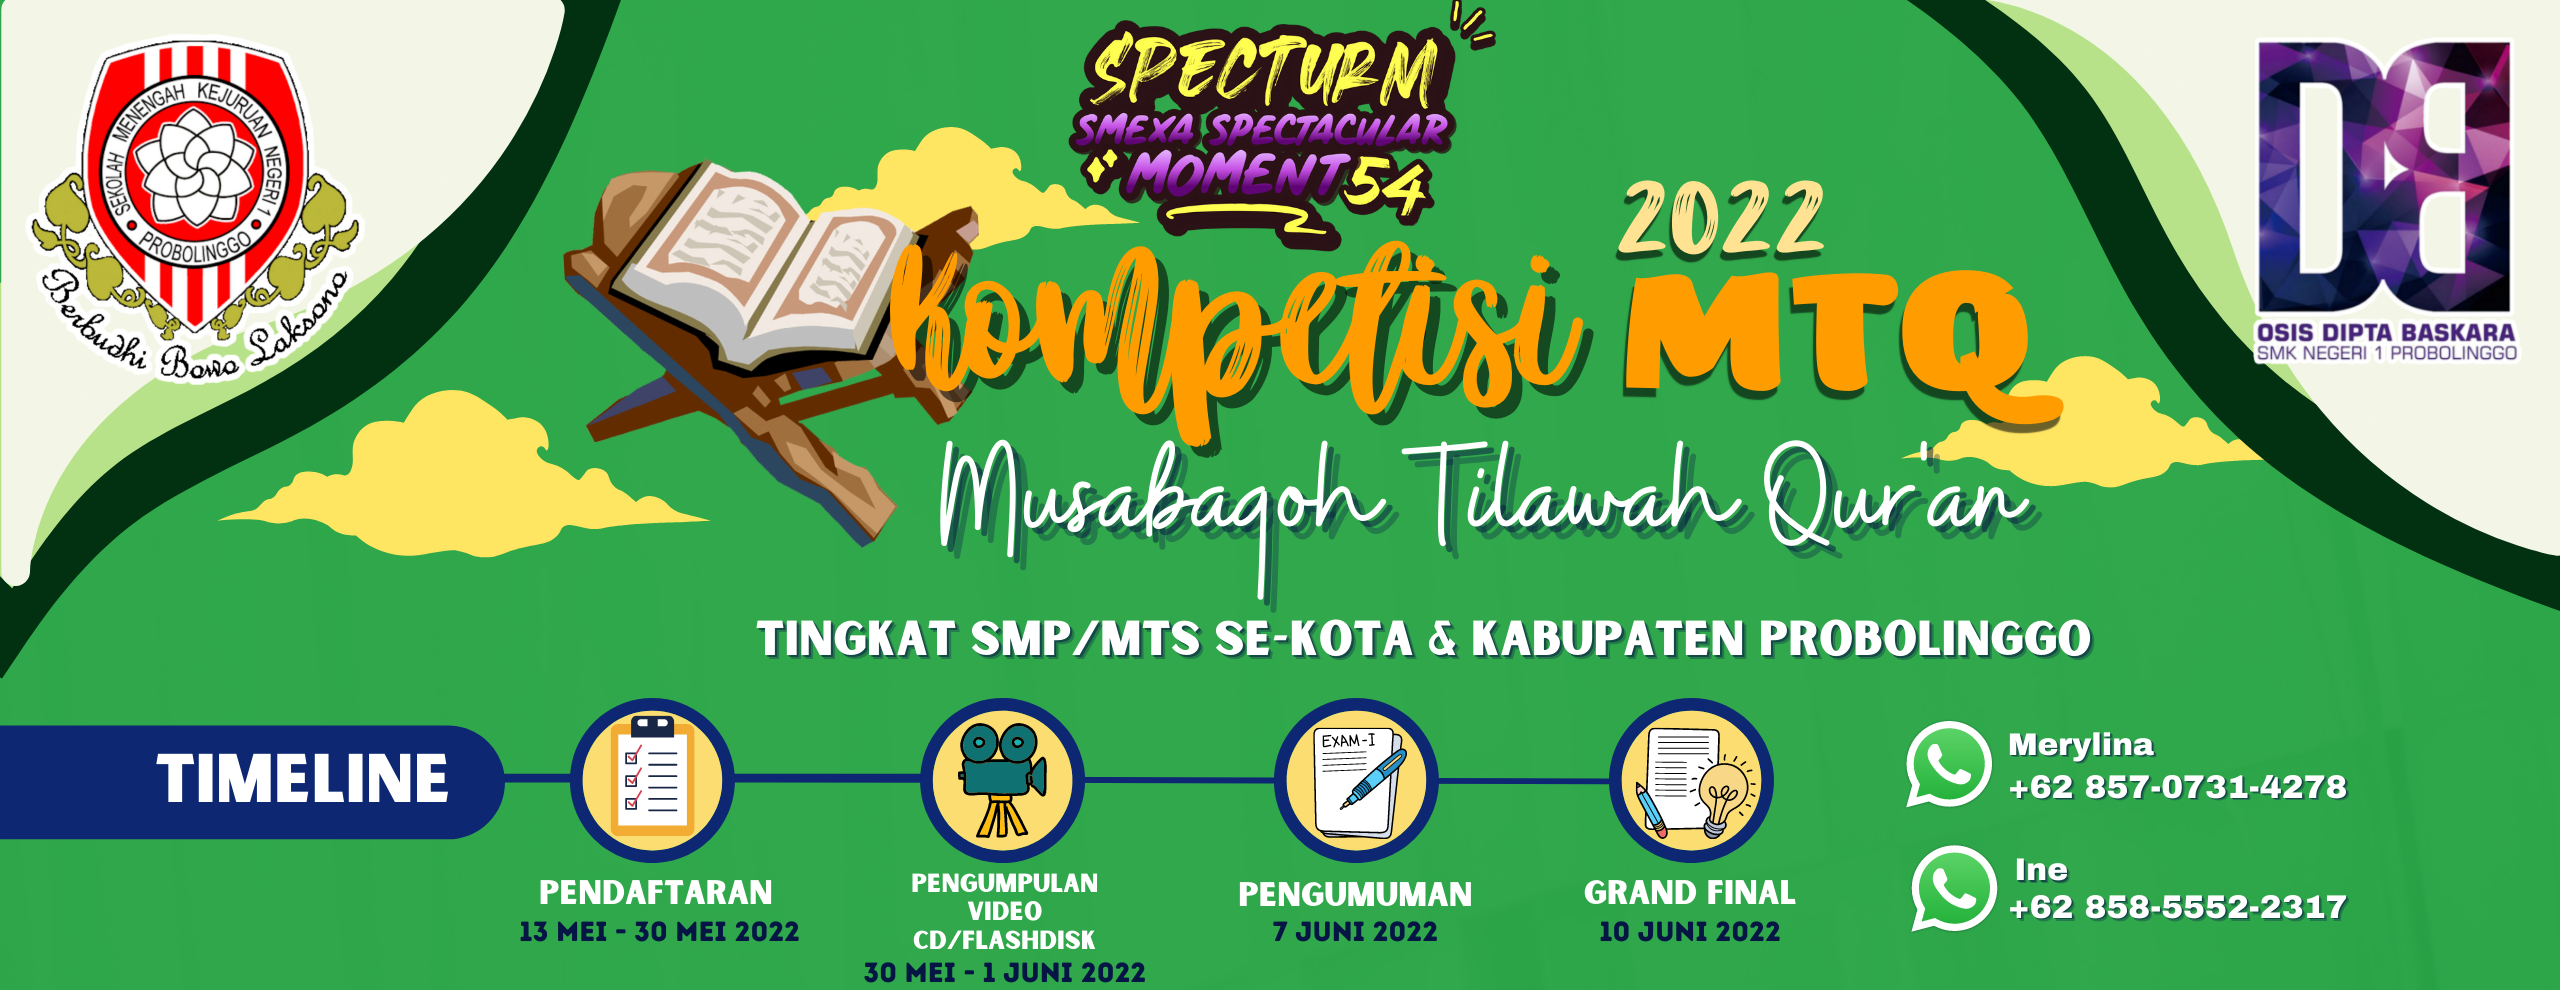 SEKOLAH MENENGAH KEJURUAN NEGERI 1
PROBOLINGGO
Berbudhi Bawa Laksana
SPECTURM
SMEXA SPECTACULAR
MOMENT 54
OSIS DIPTA BASKARA
SMK NEGERI 1 PROBOLINGGO
2022
Kompetisi MTQ
Musabaqoh Tilawah Qur'an
TINGKAT SMP/MTS SE-KOTA & KABUPATEN PROBOLINGGO
TIMELINE
EXAM-I
PENDAFTARAN
13 MEI - 30 MEI 2022
PENGUMPULAN
VIDEO
CD/FLASHDISK
30 MEI - 1 JUNI 2022
PENGUMUMAN
7 JUNI 2022
GRAND FINAL
10 JUNI 2022
Merylina
+62 857-0731-4278
Ine
+62 858-5552-2317